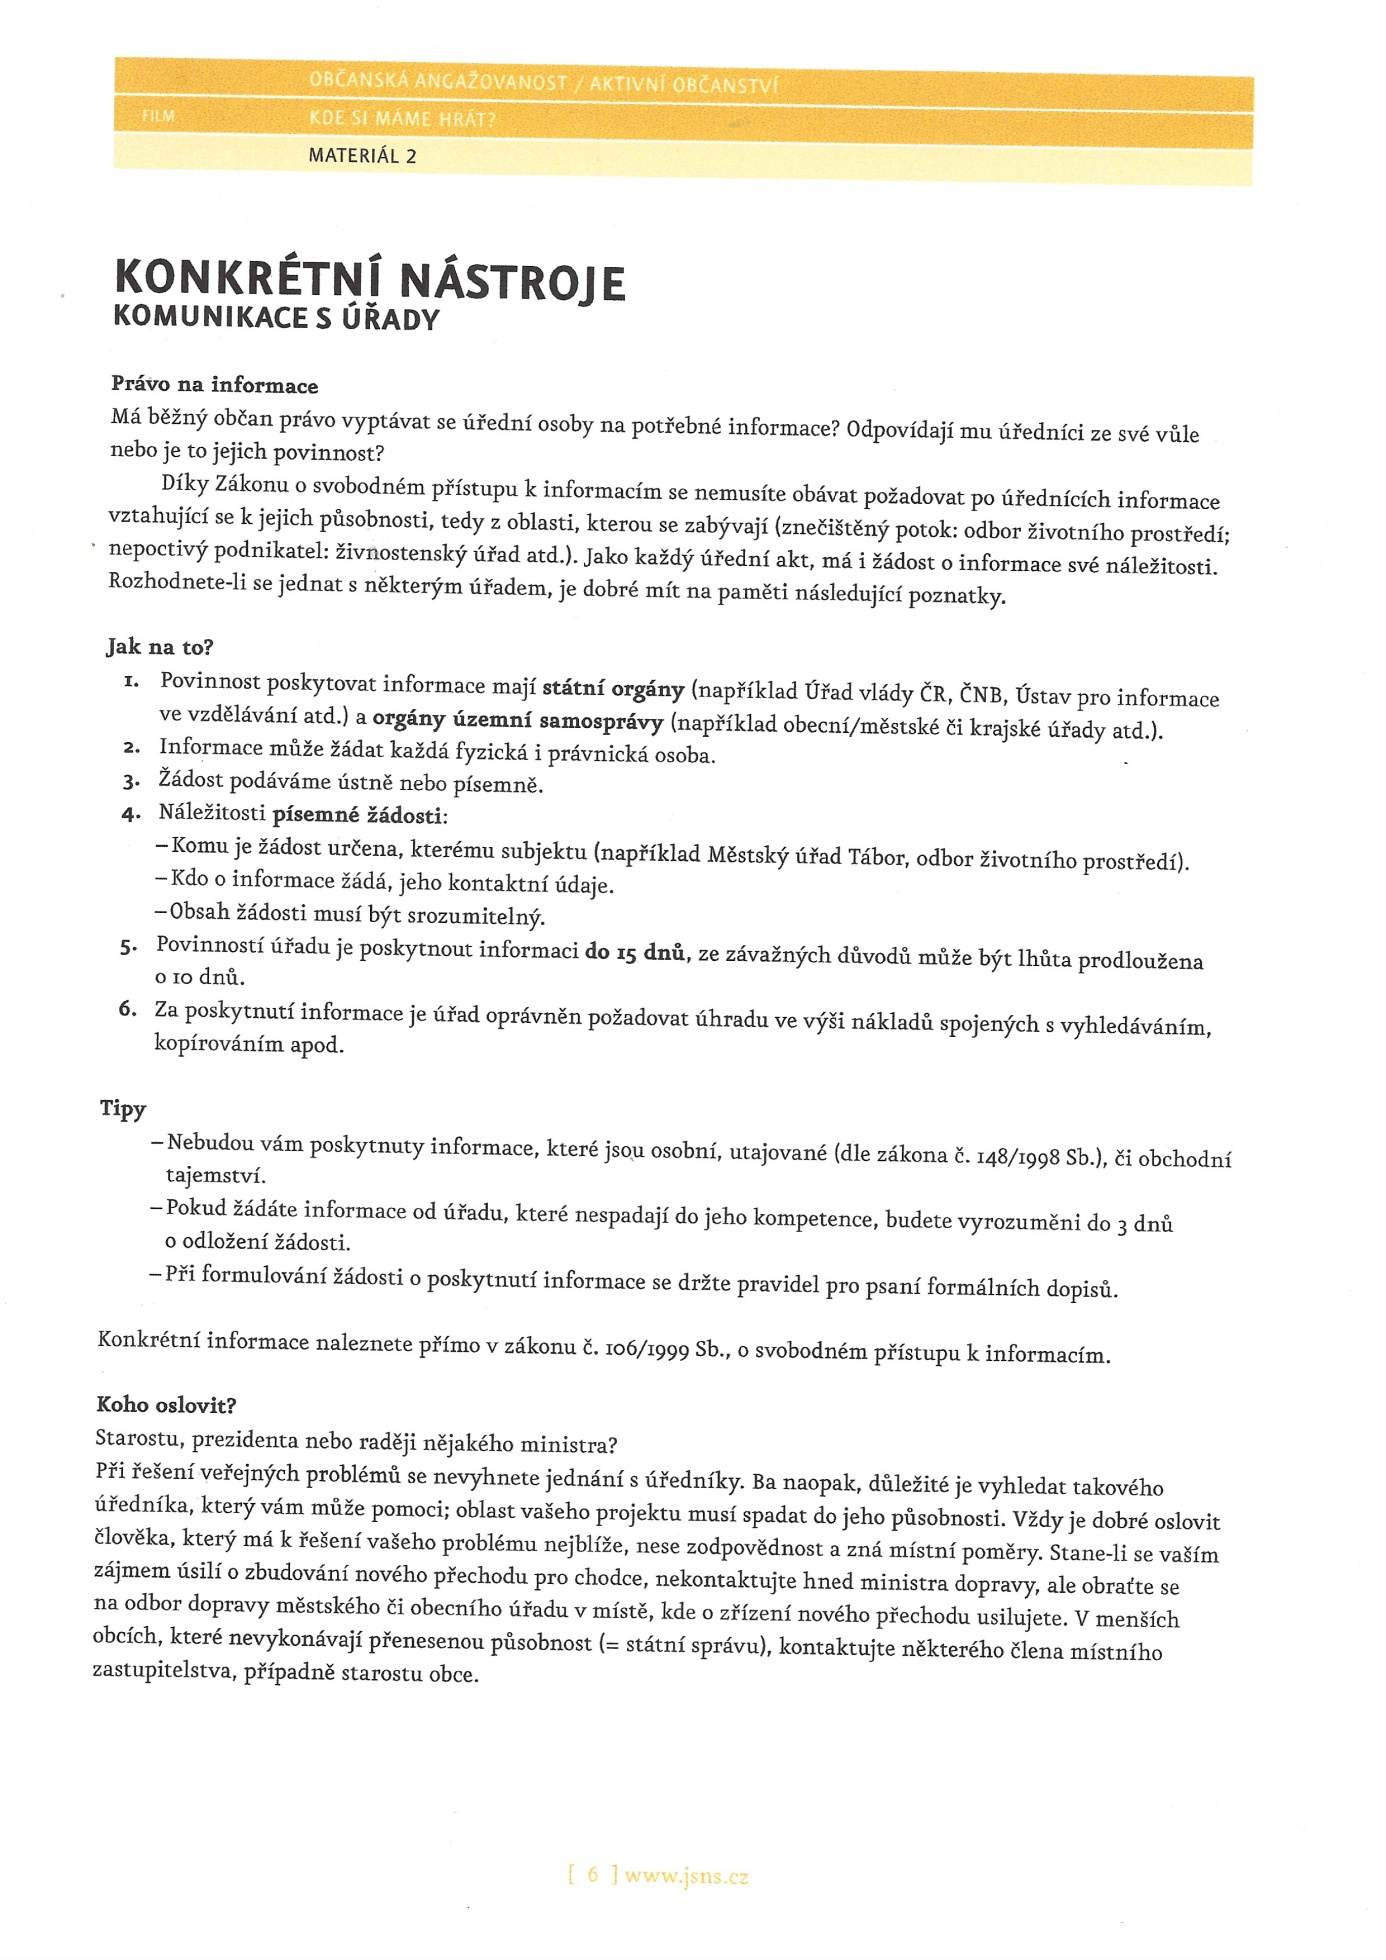 OBČANSKÁ ANGAŽOVANOST / AKTIVNÍ OBČANSTVÍ
FILM KDE SI MÁME HRÁT?
MATERIÁL 2
KONKRÉTNÍ NÁSTROJE
KOMUNIKACE S ÚŘADY
Právo na informace
Má běžný občan právo vyptávat se úřední osoby na potřebné informace? Odpovídají mu úředníci ze své vůle
nebo je to jejich povinnost?
Díky Zákonu o svobodném přístupu k informacím se nemusíte obávat požadovat po úřednících informace
vztahující se k jejich působnosti, tedy z oblasti, kterou se zabývají (znečištěný potok: odbor životního prostředí;
nepoctivý podnikatel: živnostenský úřad atd.). Jako každý úřední akt, má i žádost o informace své náležitosti.
Rozhodnete-li se jednat s některým úřadem, je dobré mít na paměti následující poznatky.
Jak na to?
1. Povinnost poskytovat informace mají státní orgány (například Úřad vlády ČR, ČNB, Ústav pro informace
ve vzdělávání atd.) a orgány územní samosprávy (například obecní/městské či krajské úřady atd.).
2. Informace může žádat každá fyzická i právnická osoba.
3. Žádost podáváme ústně nebo písemně.
4. Náležitosti písemné žádosti:
– Komu je žádost určena, kterému subjektu (například Městský úřad Tábor, odbor životního prostředí).
– Kdo o informace žádá, jeho kontaktní údaje.
– Obsah žádosti musí být srozumitelný.
5. Povinností úřadu je poskytnout informaci do 15 dnů, ze závažných důvodů může být lhůta prodloužena
o 10 dnů.
6. Za poskytnutí informace je úřad oprávněn požadovat úhradu ve výši nákladů spojených s vyhledáváním,
kopírováním apod.
Tipy
– Nebudou vám poskytnuty informace, které jsou osobní, utajované (dle zákona č. 148/1998 Sb.), či obchodní
tajemství.
– Pokud žádáte informace od úřadu, které nespadají do jeho kompetence, budete vyrozuměni do 3 dnů
o odložení žádosti.
– Při formulování žádosti o poskytnutí informace se držte pravidel pro psaní formálních dopisů.
Konkrétní informace naleznete přímo v zákonu č. 106/1999 Sb., o svobodném přístupu k informacím.
Koho oslovit?
Starostu, prezidenta nebo raději nějakého ministra?
Při řešení veřejných problémů se nevyhnete jednání s úředníky. Ba naopak, důležité je vyhledat takového
úředníka, který vám může pomoci; oblast vašeho projektu musí spadat do jeho působnosti. Vždy je dobré oslovit
člověka, který má k řešení vašeho problému nejblíže, nese zodpovědnost a zná místní poměry. Stane-li se vaším
zájmem úsilí o zbudování nového přechodu pro chodce, nekontaktujte hned ministra dopravy, ale obraťte se
na odbor dopravy městského či obecního úřadu v místě, kde o zřízení nového přechodu usilujete. V menších
obcích, které nevykonávají přenesenou působnost (= státní správu), kontaktujte některého člena místního
zastupitelstva, případně starostu obce.
[ 6 ] www.jsns.cz